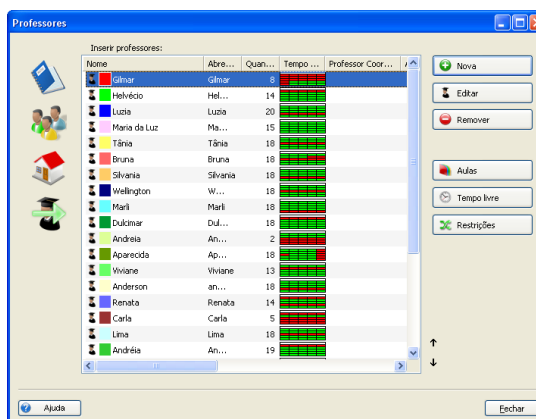 Professores
Inserir professores:
Nome Abre... Quan... Tempo ... Professor Coor... A
Gilmar Gilmar 8
Helvécio Hel... 14
Luzia Luzia 20
Maria da Luz Ma... 15
Tânia Tânia 18
Bruna Bruna 18
Silvania Silvania 18
Wellington W... 18
Marli Marli 18
Dulcimar Dul... 18
Andreia An... 2
Aparecida Ap... 18
Viviane Viviane 13
Anderson an... 18
Renata Renata 14
Carla Carla 5
Lima Lima 18
Andréia An... 19
Nova
Editar
Remover
Aulas
Tempo livre
Restrições
Ajuda
Fechar